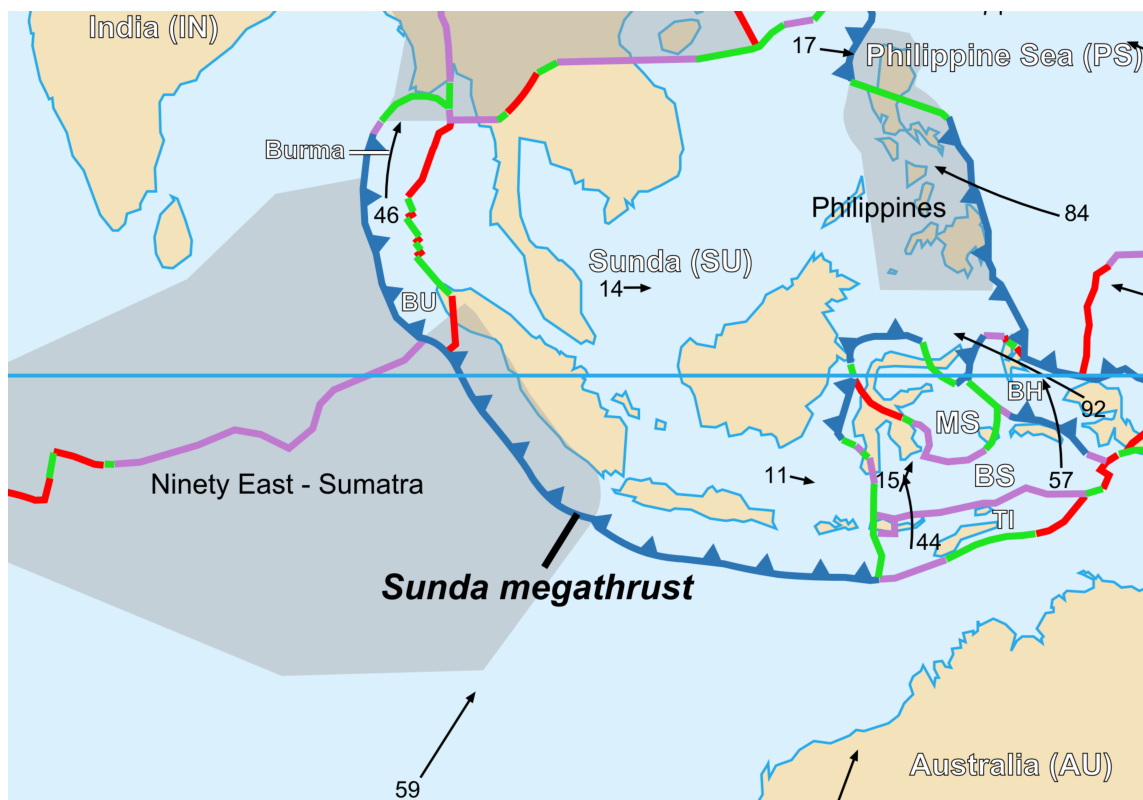 India (IN)
17
Philippine Sea (PS)
Burma
46
Philippines
84
Sunda (SU)
14
BU
BH
92
MS
Ninety East - Sumatra
11
15
BS
57
TI
44
Sunda megathrust
Australia (AU)
59